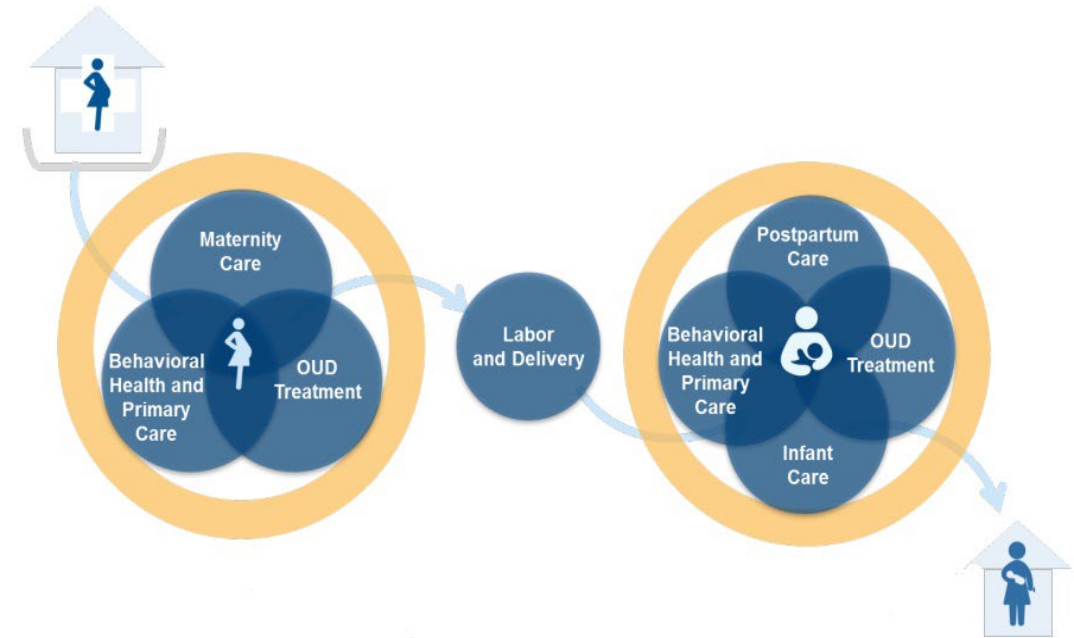 Maternity
Care
Behavioral
Health and
Primary
Care
OUD
Treatment
Labor
and Delivery
Postpartum
Care
Behavioral
Health and
Primary
Care
OUD
Treatment
Infant
Care